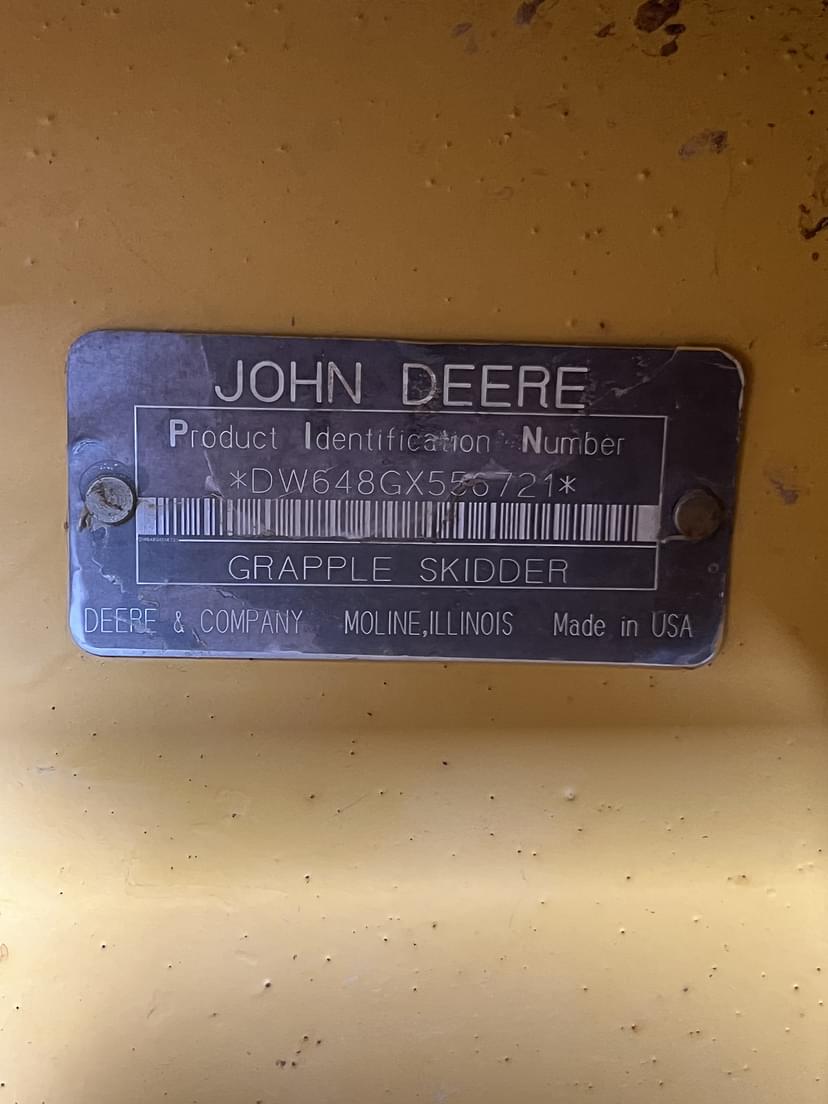 JOHN DEERE
Product Identification Number
*DW648GX556721*
GRAPPLE SKIDDER
DEERE & COMPANY MOLINE, ILLINOIS Made in USA